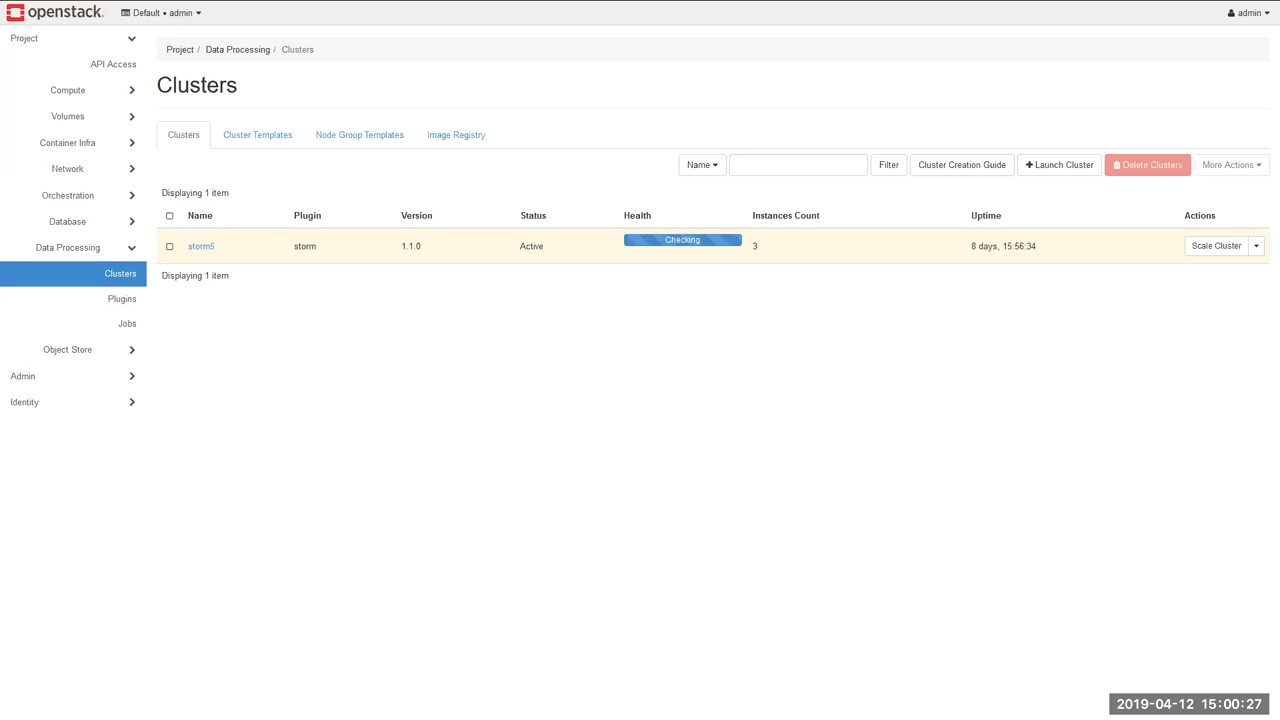 openstack. Default • admin admin
Project
API Access
Compute
Volumes
Container Infra
Network
Orchestration
Database
Data Processing
Clusters
Plugins
Jobs
Object Store
Admin
Identity
Project / Data Processing / Clusters
Clusters
Clusters Cluster Templates Node Group Templates Image Registry
Name Filter Cluster Creation Guide Launch Cluster Delete Clusters More Actions
Displaying 1 item
Name Plugin Version Status Health Instances Count Uptime Actions
storm5 storm 1.1.0 Active Checking 3 8 days, 15:56:34 Scale Cluster
Displaying 1 item
2019-04-12 15:00:27